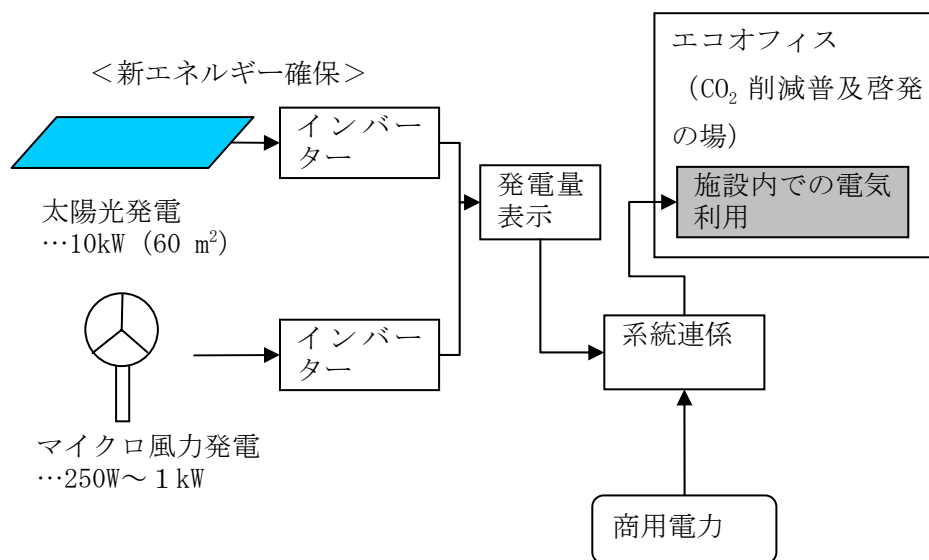 ＜新エネルギー確保＞
インバー
ター
太陽光発電
…10kW（60 m²）
インバー
ター
マイクロ風力発電
…250W～１kW
発電量
表示
系統連係
商用電力
エコオフィス
（CO₂ 削減普及啓発
の場）
施設内での電気
利用